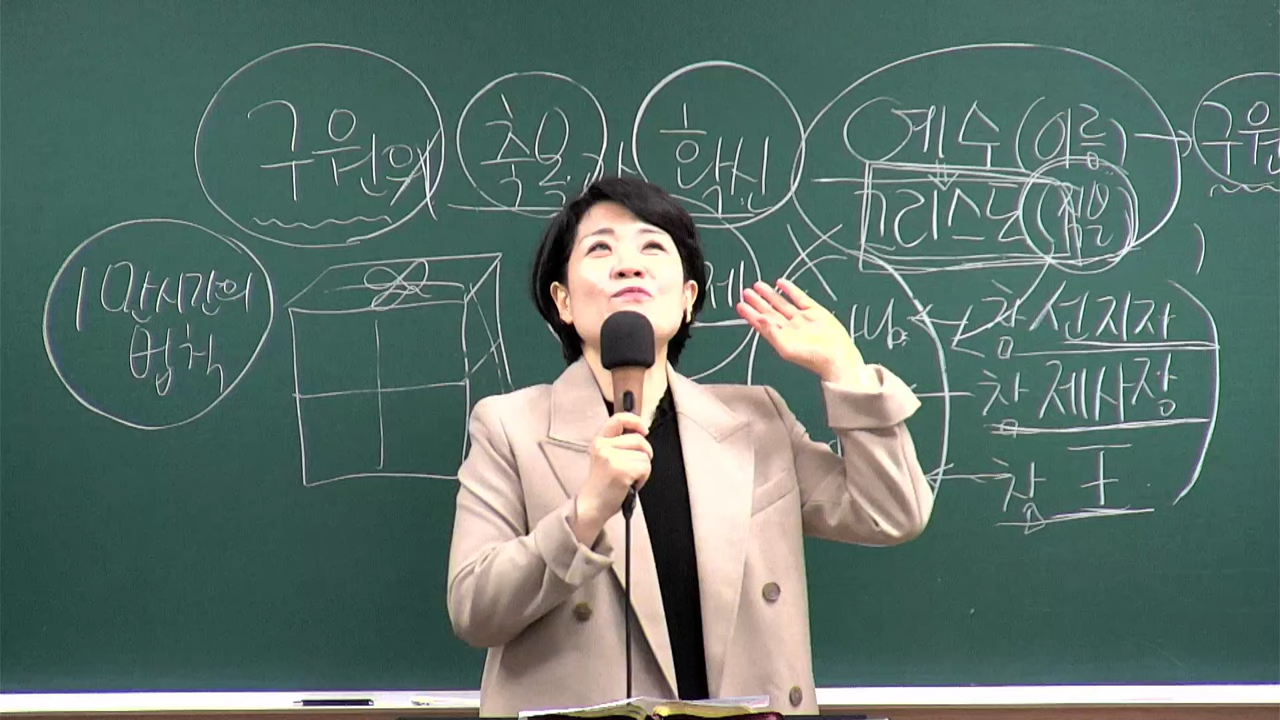 구원의 축복과 확신
예수(이름) → 구원
그리스도(직분)
1만시간의
법칙
참 선지자
참 제사장
참 王